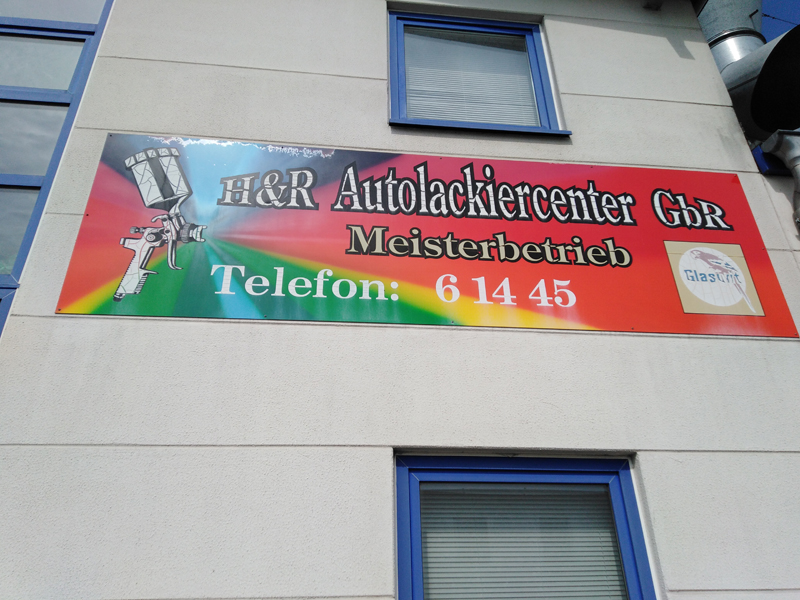 H&R Autolackiercenter GbR
Meisterbetrieb
Telefon: 6 14 45